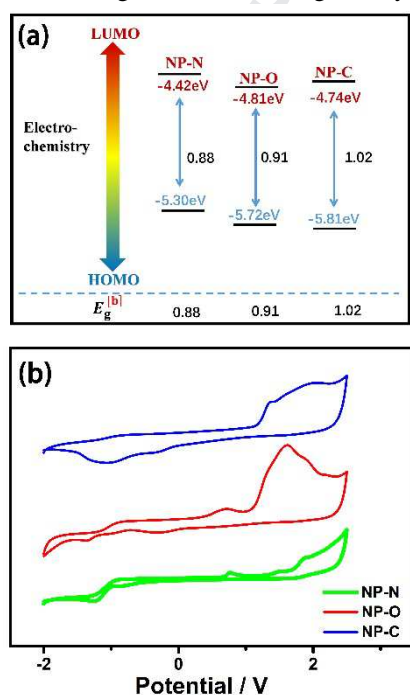 (a)
LUMO
NP-N
NP-O
NP-C
-4.42eV
-4.81eV
-4.74eV
Electro-
chemistry
0.88
0.91
1.02
-5.30eV
-5.72eV
-5.81eV
HOMO
Eg[b]
0.88
0.91
1.02
(b)
NP-N
NP-O
NP-C
-2
0
2
Potential / V